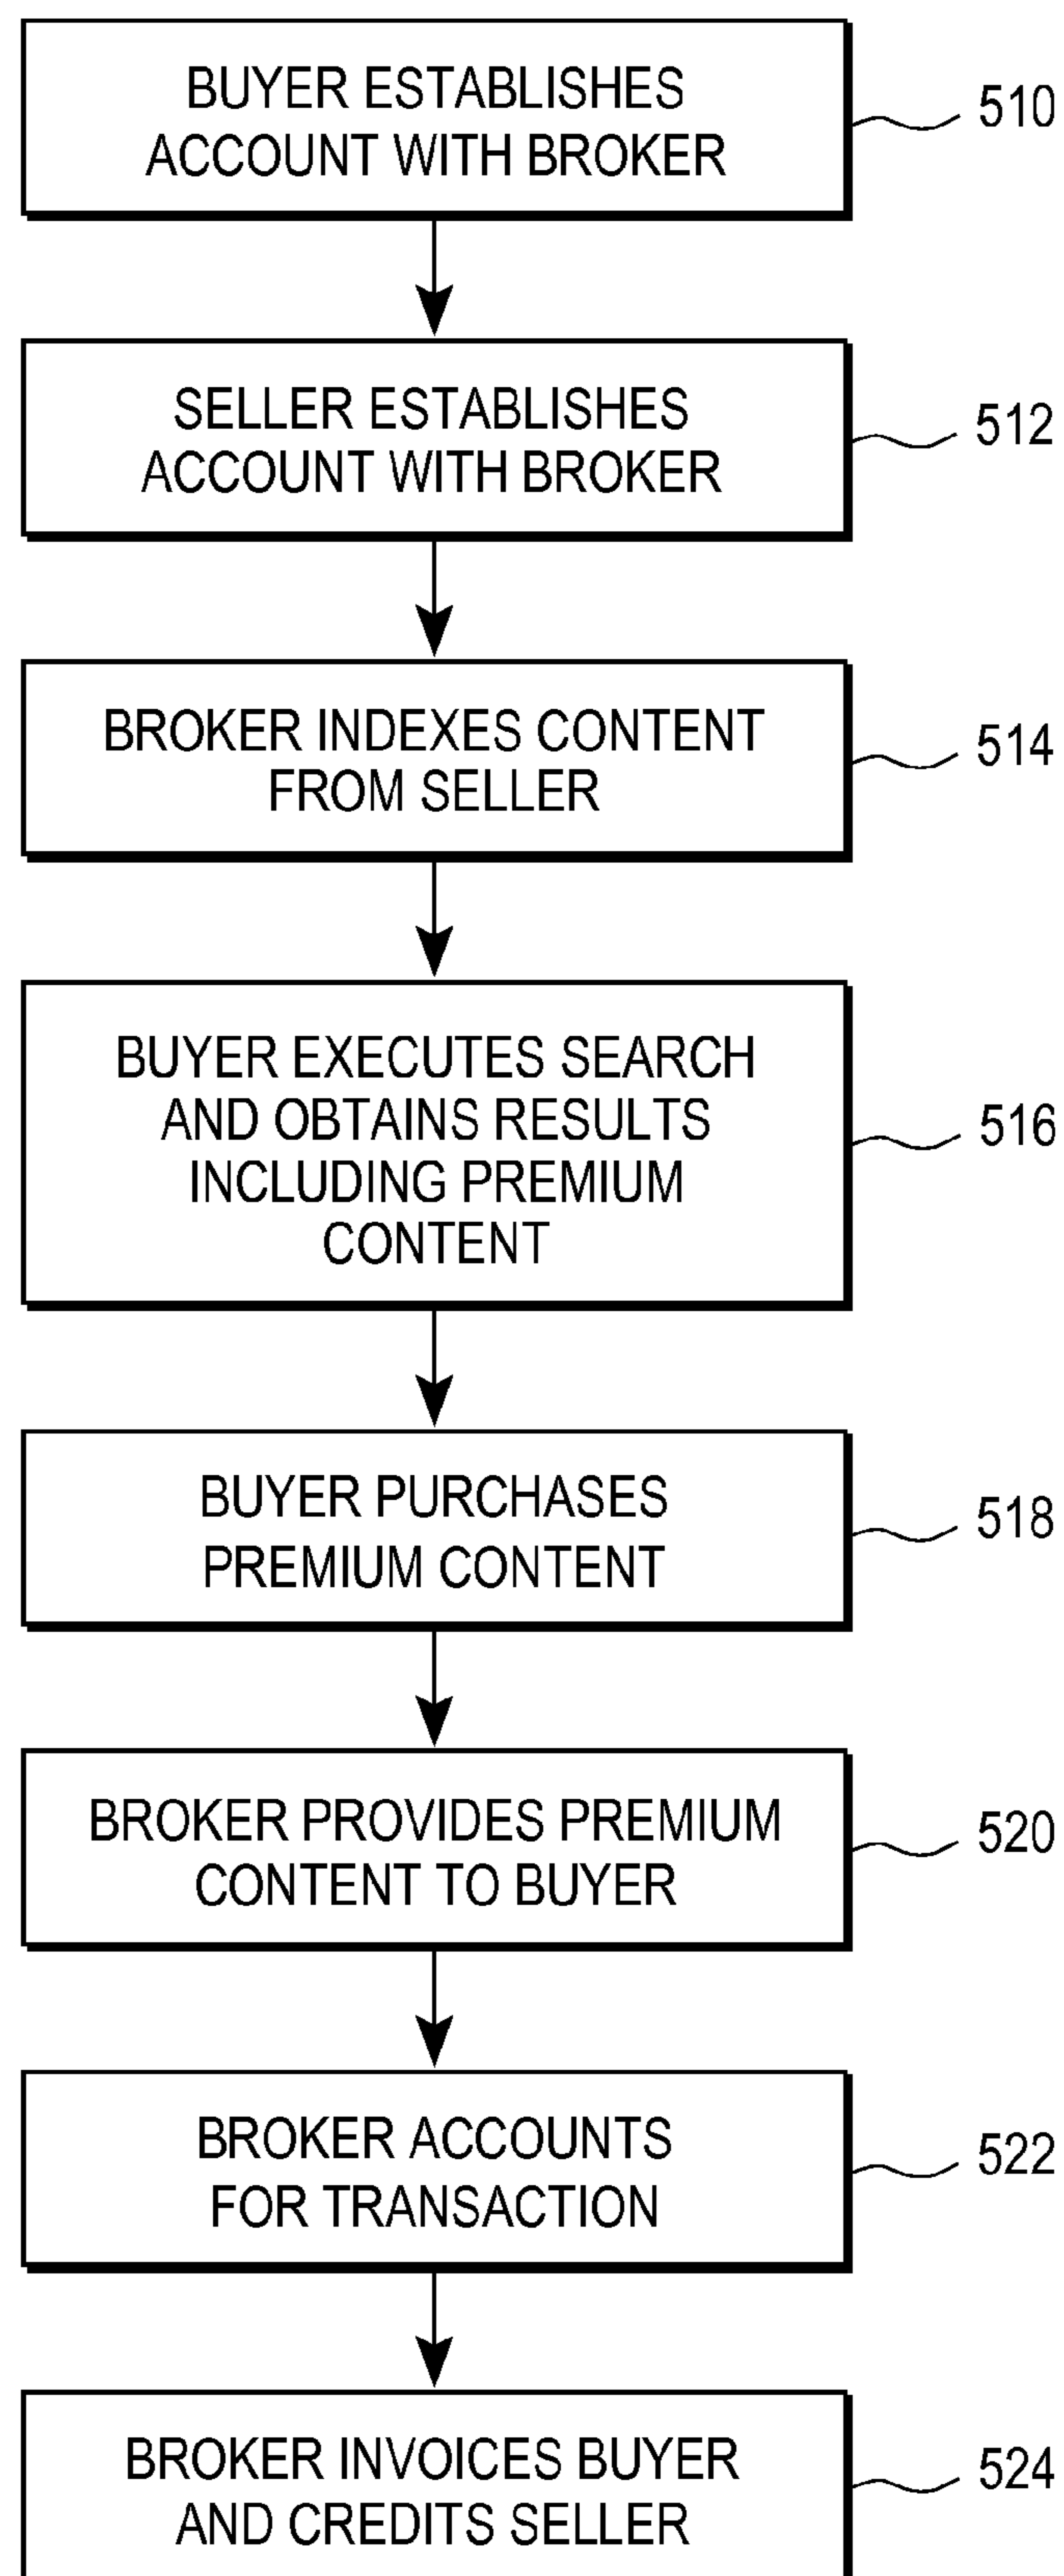 BUYER ESTABLISHES
ACCOUNT WITH BROKER
510
SELLER ESTABLISHES
ACCOUNT WITH BROKER
512
BROKER INDEXES CONTENT
FROM SELLER
514
BUYER EXECUTES SEARCH
AND OBTAINS RESULTS
INCLUDING PREMIUM
CONTENT
516
BUYER PURCHASES
PREMIUM CONTENT
518
BROKER PROVIDES PREMIUM
CONTENT TO BUYER
520
BROKER ACCOUNTS
FOR TRANSACTION
522
BROKER INVOICES BUYER
AND CREDITS SELLER
524